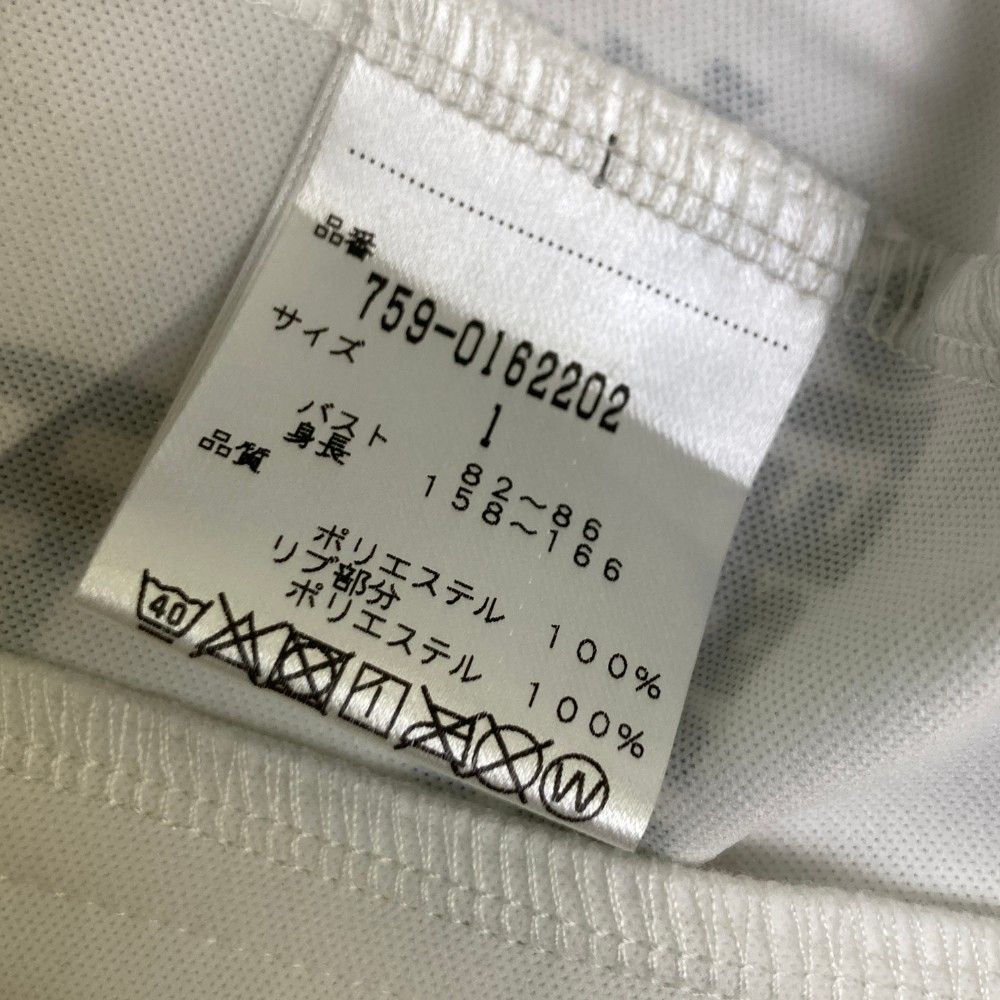 品番
759-0162202
サイズ
1
バスト 82～86
身長 158～166
品質
ポリエステル 100%
リブ部分
ポリエステル 100%
40
W